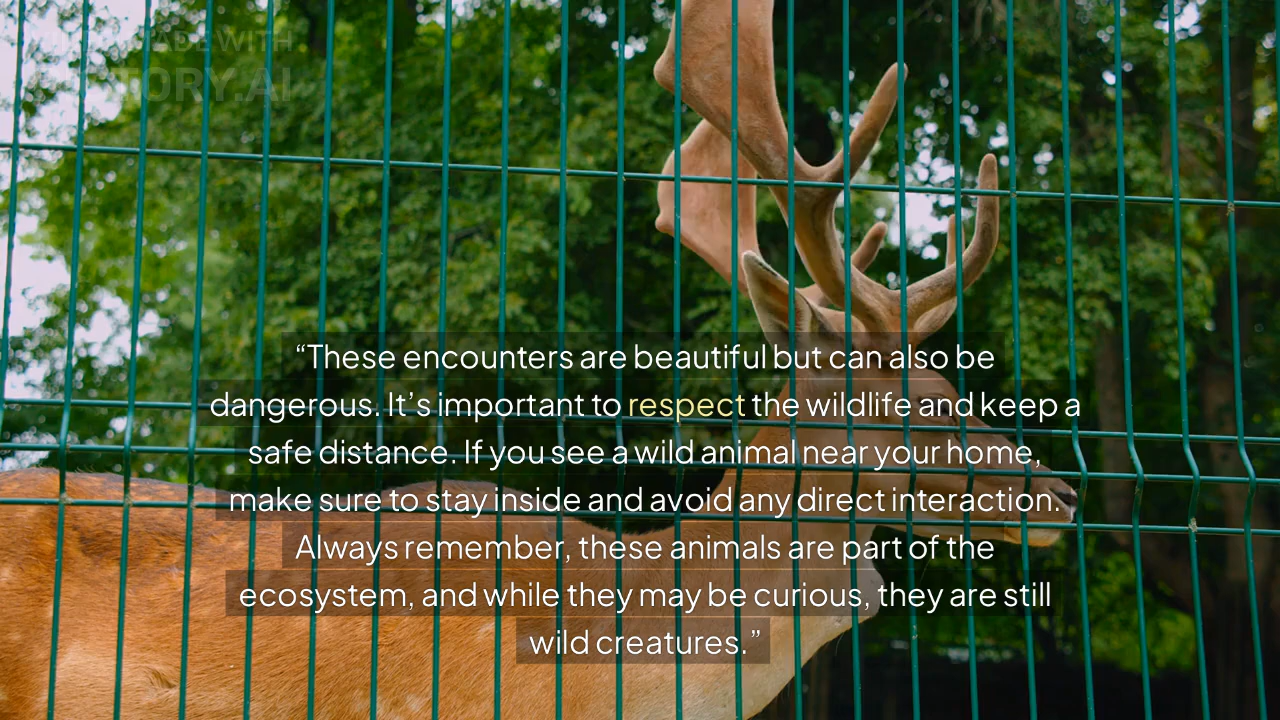 MADE WITH
“These encounters are beautiful but can also be
dangerous. It’s important to respect the wildlife and keep a
safe distance. If you see a wild animal near your home,
make sure to stay inside and avoid any direct interaction.
Always remember, these animals are part of the
ecosystem, and while they may be curious, they are still
wild creatures.”